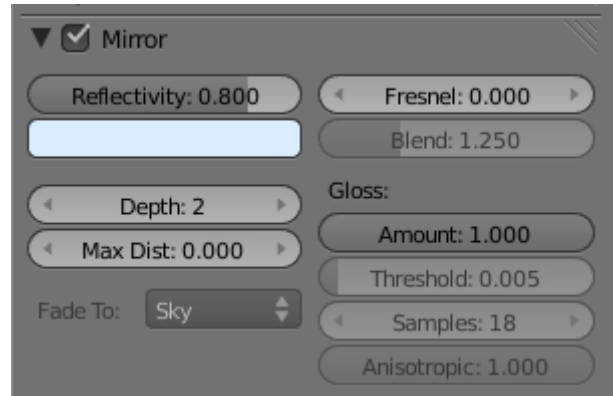 Mirror
Reflectivity: 0.800
Fresnel: 0.000
Blend: 1.250
Depth: 2
Gloss:
Max Dist: 0.000
Amount: 1.000
Threshold: 0.005
Fade To: Sky
Samples: 18
Anisotropic: 1.000